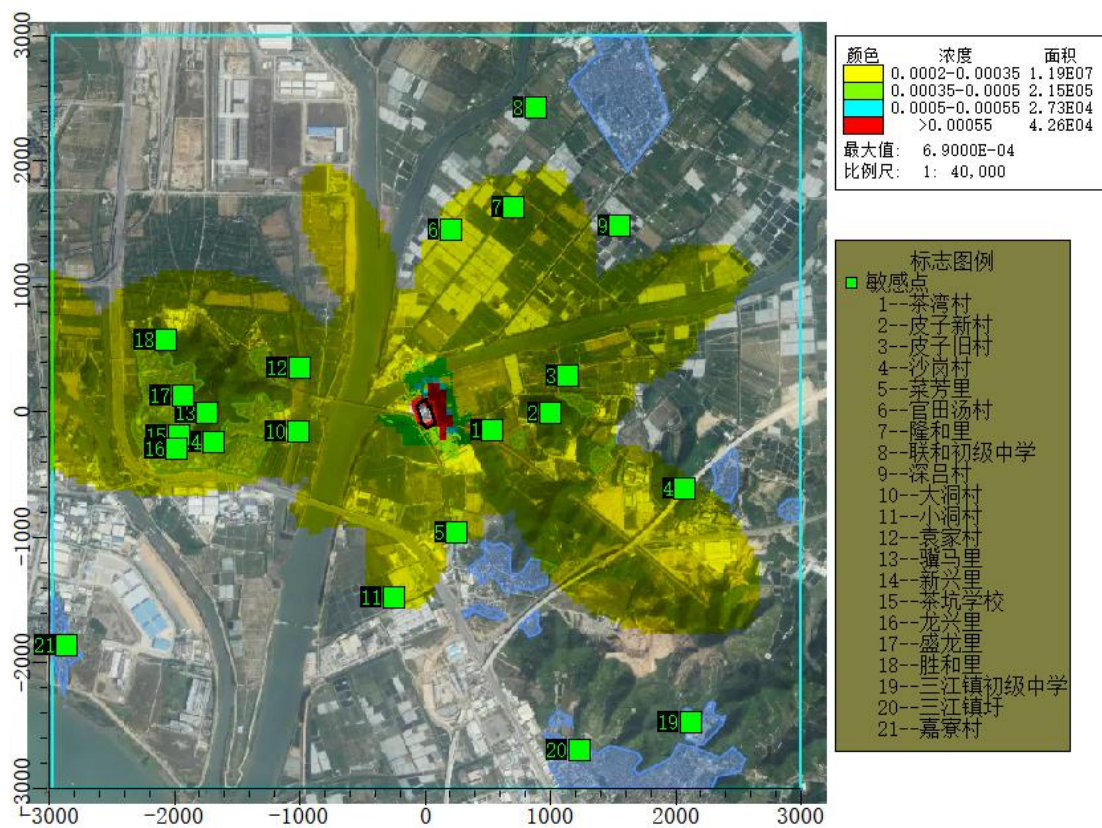 颜色 浓度 面积
0.0002-0.00035 1.19E07
0.00035-0.0005 2.15E05
0.0005-0.00055 2.73E04
>0.00055 4.26E04
最大值: 6.9000E-04
比例尺: 1: 40,000
标志图例
敏感点
1--茶湾村
2--皮子新村
3--皮子旧村
4--沙岗村
5--菜芳里
6--官田汤村
7--隆和里
8--联和初级中学
9--深吕村
10--大洞村
11--小洞村
12--袁家村
13--骥马里
14--新兴里
15--茶坑学校
16--龙兴里
17--盛龙里
18--胜和里
19--三江镇初级中学
20--三江镇圩
21--嘉寮村
3000
2000
1000
0
-1000
-2000
-3000
8
7
6
9
18
12
3
17
13
2
10
1
15
4
16
4
5
11
21
19
20
-3000 -2000 -1000 0 1000 2000 3000